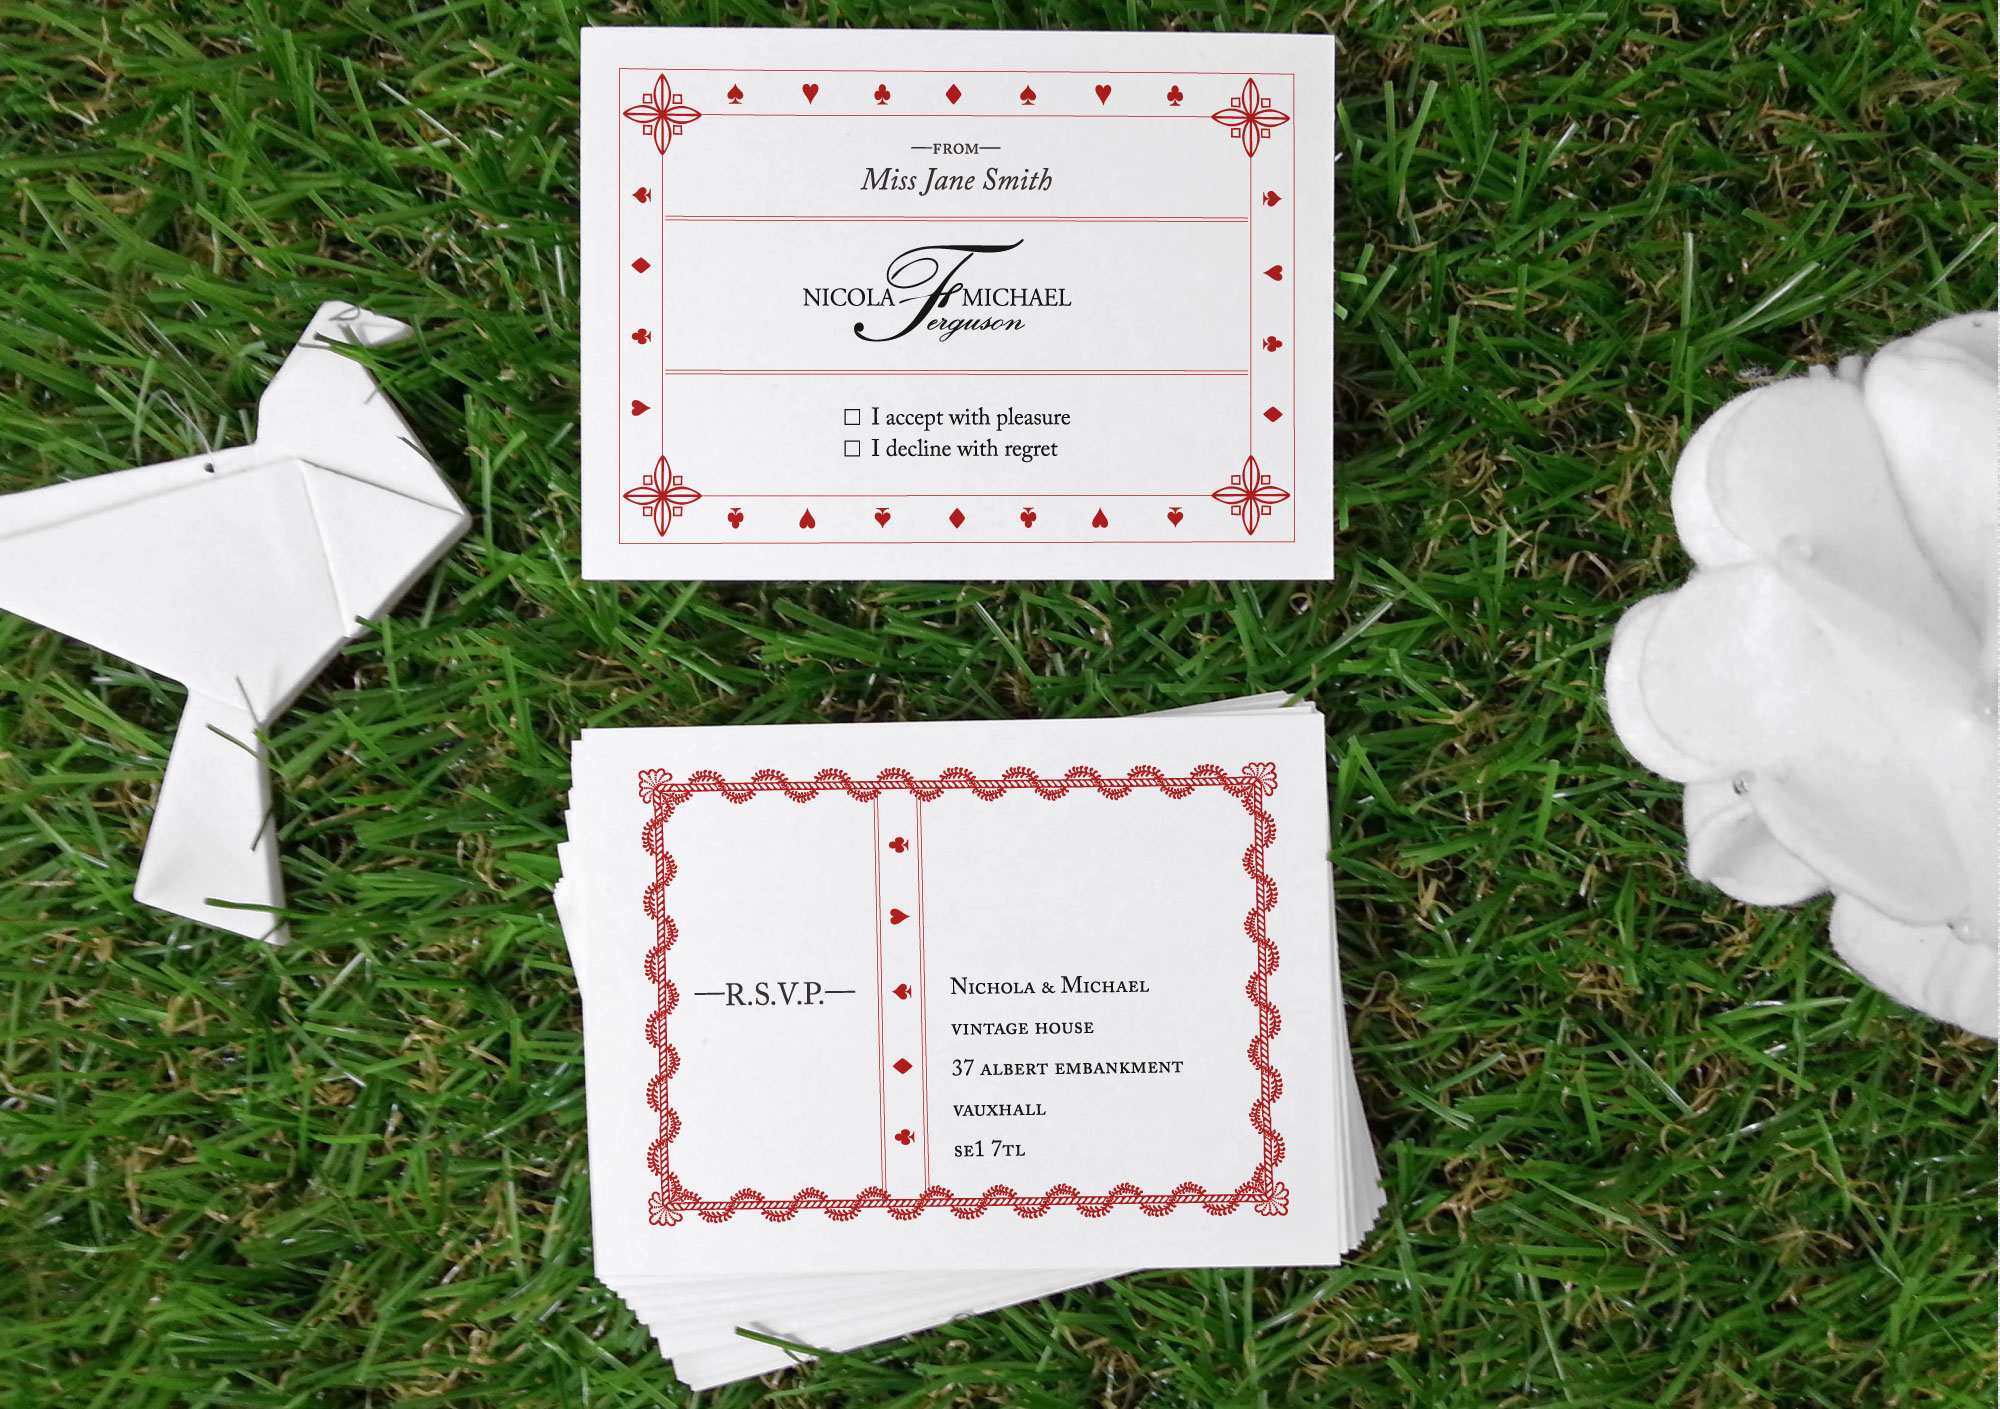 —FROM—
Miss Jane Smith
NICOLA MICHAEL
Ferguson
☐ I accept with pleasure
☐ I decline with regret
—R.S.V.P.—
Nichola & Michael
vintage house
37 albert embankment
vauxhall
se1 7tl